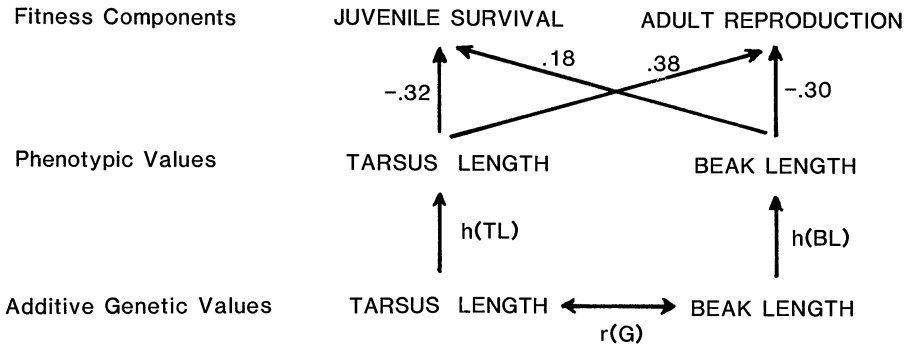 Fitness Components JUVENILE SURVIVAL ADULT REPRODUCTION
.18 .38
-.32 -.30
Phenotypic Values TARSUS LENGTH BEAK LENGTH
h(TL) h(BL)
Additive Genetic Values TARSUS LENGTH BEAK LENGTH
r(G)